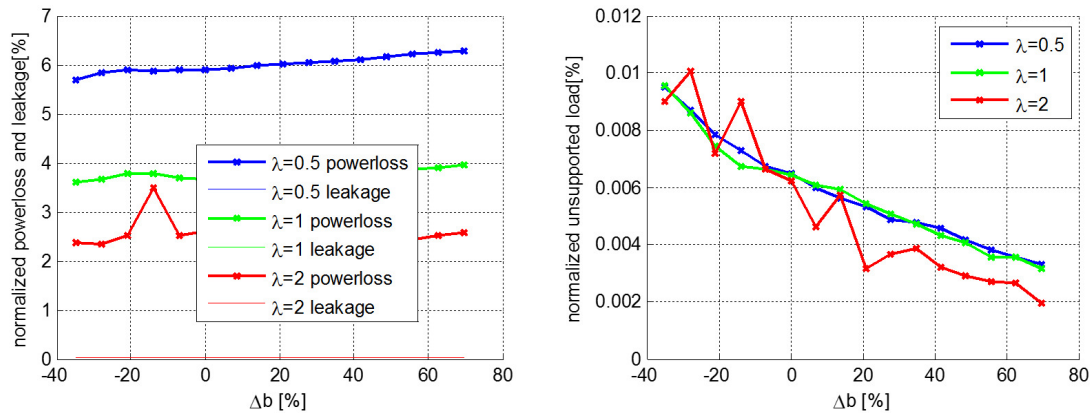 normalized powerloss and leakage[%]
7
6
5
4
3
2
1
0
-40
-20
0
20
40
60
80
Δb [%]
λ=0.5 powerloss
λ=0.5 leakage
λ=1 powerloss
λ=1 leakage
λ=2 powerloss
λ=2 leakage
normalized unsupported load[%]
0.012
0.01
0.008
0.006
0.004
0.002
0
-40
-20
0
20
40
60
80
Δb [%]
λ=0.5
λ=1
λ=2